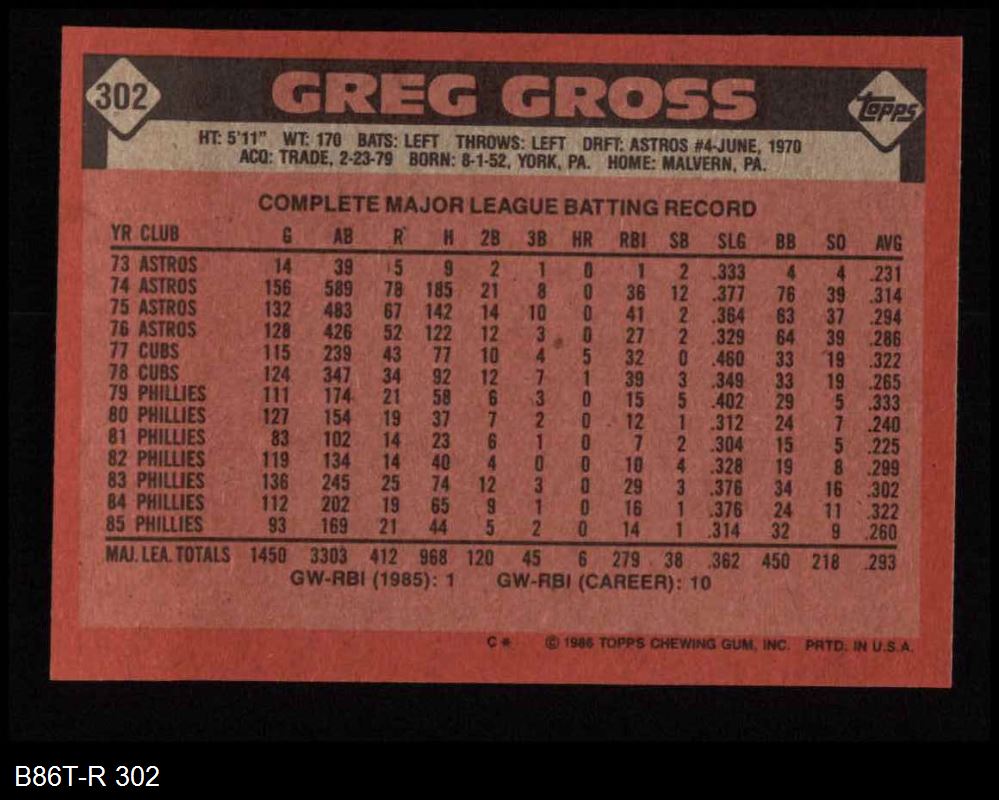 302 GREG GROSS topps
HT: 5'11" WT: 170 BATS: LEFT THROWS: LEFT DRFT: ASTROS #4-JUNE, 1970
ACQ: TRADE, 2-23-79 BORN: 8-1-52, YORK, PA. HOME: MALVERN, PA.
COMPLETE MAJOR LEAGUE BATTING RECORD
YR CLUB G AB R H 2B 3B HR RBI SB SLG BB SO AVG
73 ASTROS 14 39 5 9 2 1 0 1 2 .333 4 4 .231
74 ASTROS 156 589 78 185 21 8 0 36 12 .377 76 39 .314
75 ASTROS 132 483 67 142 14 10 0 41 2 .364 63 37 .294
76 ASTROS 128 426 52 122 12 3 0 27 2 .329 64 39 .286
77 CUBS 115 239 43 77 10 4 5 32 0 .460 33 19 .322
78 CUBS 124 347 34 92 12 7 1 39 3 .349 33 19 .265
79 PHILLIES 111 174 21 58 6 3 0 15 5 .402 29 5 .333
80 PHILLIES 127 154 19 37 7 2 0 12 1 .312 24 7 .240
81 PHILLIES 83 102 14 23 6 1 0 7 2 .304 15 5 .225
82 PHILLIES 119 134 14 40 4 0 0 10 4 .328 19 8 .299
83 PHILLIES 136 245 25 74 12 3 0 29 3 .376 34 16 .302
84 PHILLIES 112 202 19 65 9 1 0 16 1 .376 24 11 .322
85 PHILLIES 93 169 21 44 5 2 0 14 1 .314 32 9 .260
MAJ. LEA. TOTALS 1450 3303 412 968 120 45 6 279 38 .362 450 218 .293
GW-RBI (1985): 1 GW-RBI (CAREER): 10
C* © 1986 TOPPS CHEWING GUM, INC. PRTD. IN U.S.A.
B86T-R 302